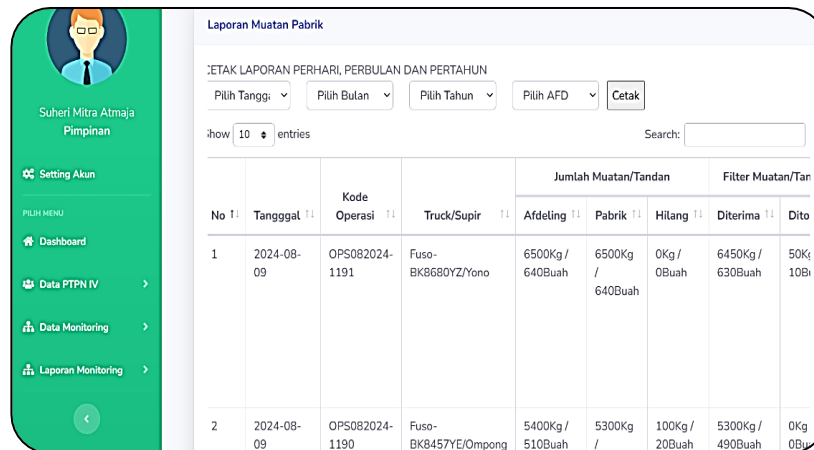 Laporan Muatan Pabrik
CETAK LAPORAN PERHARI, PERBULAN DAN PERTAHUN
Pilih Tangg Pilih Bulan Pilih Tahun Pilih AFD Cetak
Show 10 entries Search:
Suheri Mitra Atmaja
Pimpinan
Setting Akun
PILIH MENU
Dashboard
Data PTPN IV
Data Monitoring
Laporan Monitoring
Jumlah Muatan/Tandan Filter Muatan/Tan
No Tangggal Kode Operasi Truck/Supir Afdeling Pabrik Hilang Diterima Dito
1 2024-08-09 OPS082024-1191 Fuso-BK8680YZ/Yono 6500Kg / 640Buah 6500Kg / 640Buah 0Kg / 0Buah 6450Kg / 630Buah 50K 10B
2 2024-08-09 OPS082024-1190 Fuso-BK8457YE/Ompong 5400Kg / 510Buah 5300Kg / 100Kg / 20Buah 5300Kg / 490Buah 0Kg 0Bu